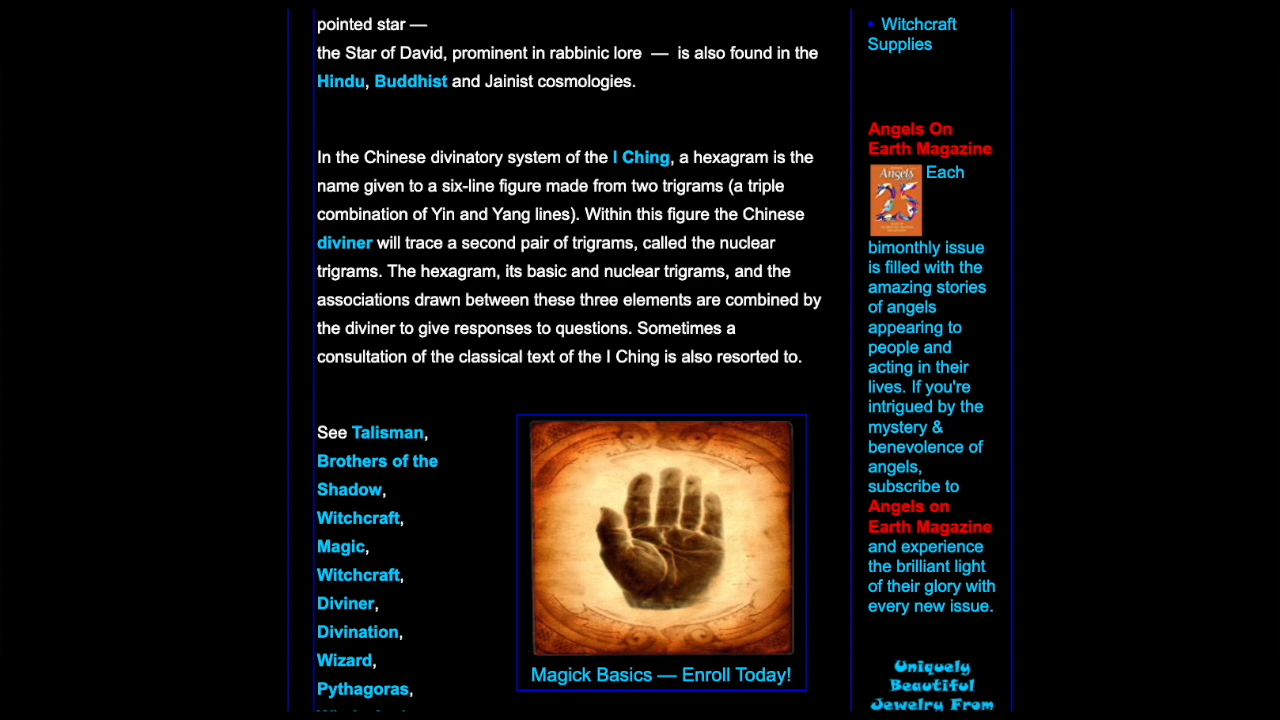 pointed star —
the Star of David, prominent in rabbinic lore — is also found in the
Hindu, Buddhist and Jainist cosmologies.
In the Chinese divinatory system of the I Ching, a hexagram is the
name given to a six-line figure made from two trigrams (a triple
combination of Yin and Yang lines). Within this figure the Chinese
diviner will trace a second pair of trigrams, called the nuclear
trigrams. The hexagram, its basic and nuclear trigrams, and the
associations drawn between these three elements are combined by
the diviner to give responses to questions. Sometimes a
consultation of the classical text of the I Ching is also resorted to.
See Talisman,
Brothers of the
Shadow,
Witchcraft,
Magic,
Witchcraft,
Diviner,
Divination,
Wizard,
Pythagoras,
Magick Basics — Enroll Today!
• Witchcraft
Supplies
Angels On
Earth Magazine
Angels
25
Each
bimonthly issue
is filled with the
amazing stories
of angels
appearing to
people and
acting in their
lives. If you're
intrigued by the
mystery &
benevolence of
angels,
subscribe to
Angels on
Earth Magazine
and experience
the brilliant light
of their glory with
every new issue.
Uniquely
Beautiful
Jewelry From